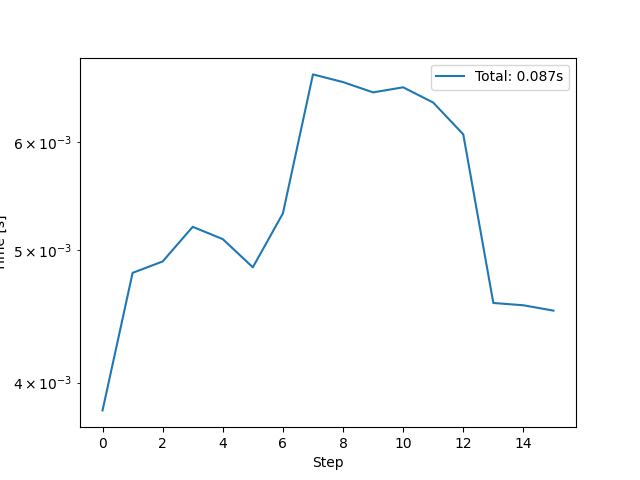 Total: 0.087s
6 × 10⁻³
5 × 10⁻³
4 × 10⁻³
Time [s]
0 2 4 6 8 10 12 14
Step